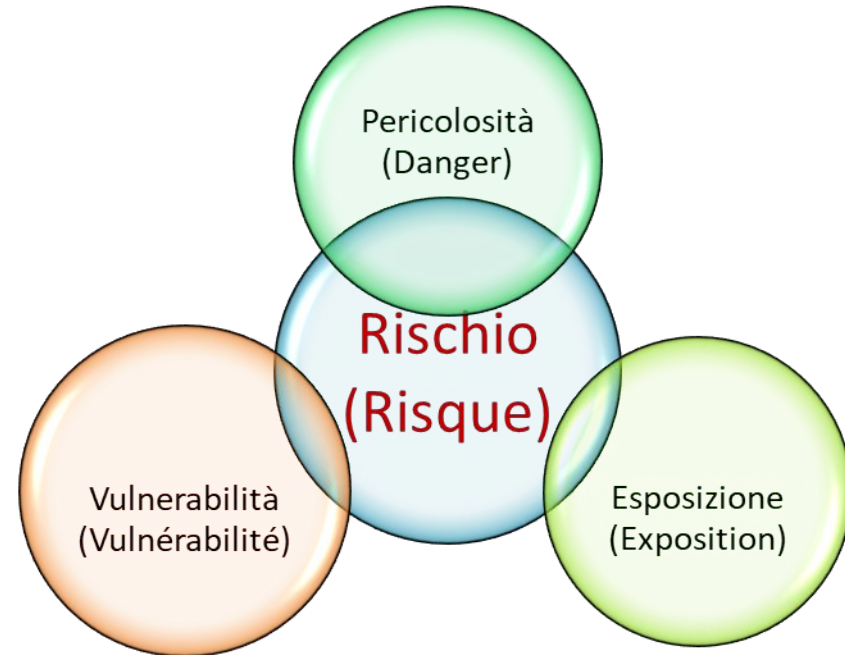 Pericolosità
(Danger)
Rischio
(Risque)
Vulnerabilità
(Vulnérabilité)
Esposizione
(Exposition)